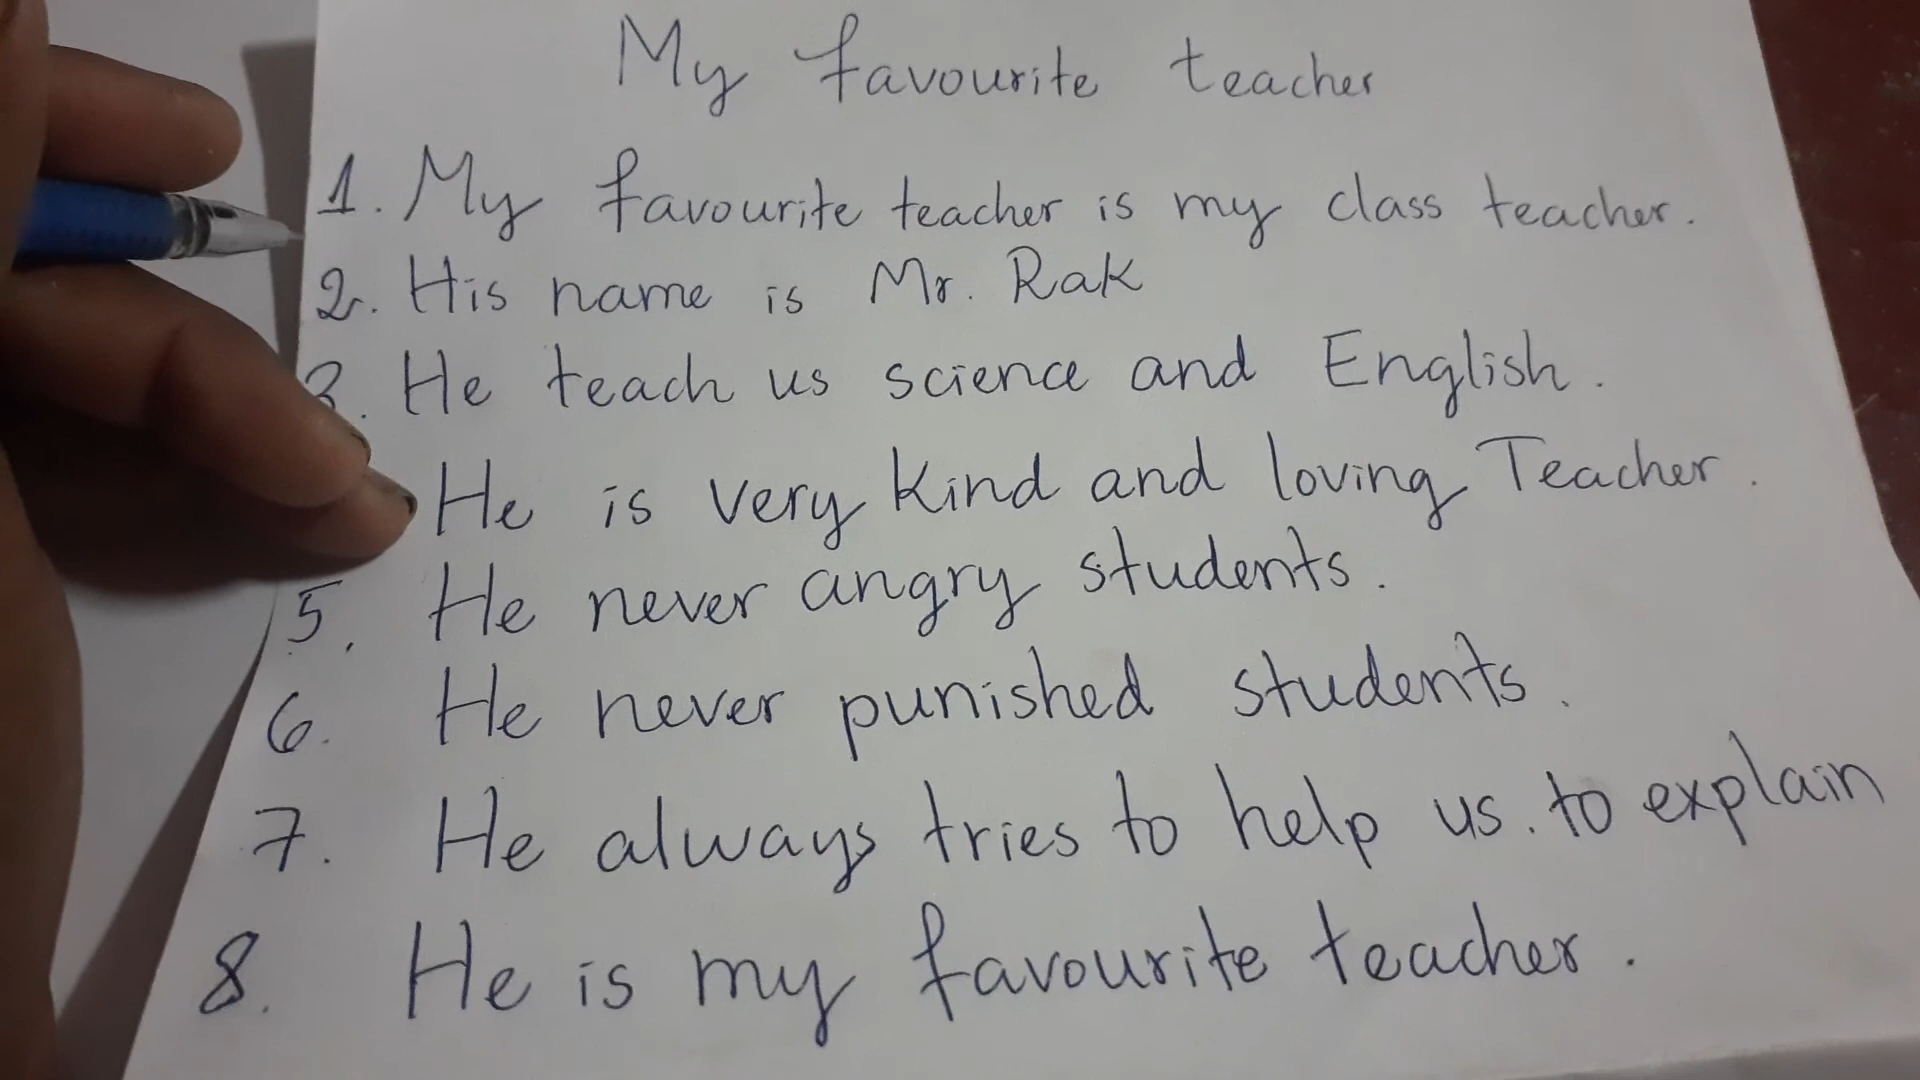 My favourite teacher
1. My favourite teacher is my class teacher.
2. His name is Mr. Rak
3. He teach us science and English.
He is very kind and loving Teacher.
5. He never angry students.
6. He never punished students.
7. He always tries to help us. to explain
8. He is my favourite teacher.